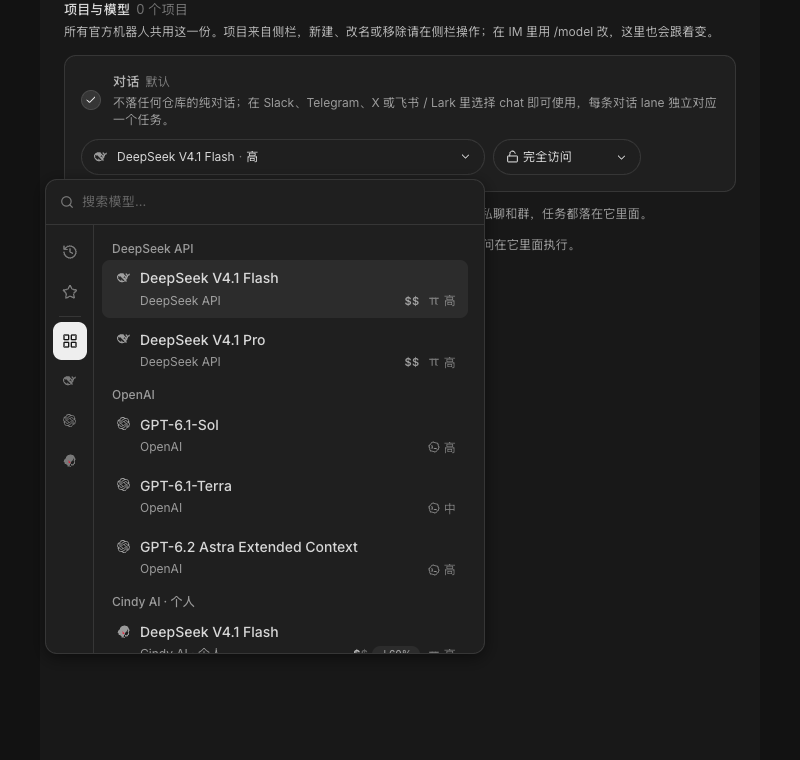 项目与模型 0 个项目
所有官方机器人共用这一份。项目来自侧栏，新建、改名或移除请在侧栏操作；在 IM 里用 /model 改，这里也会跟着变。
对话 默认
不落任何仓库的纯对话；在 Slack、Telegram、X 或飞书 / Lark 里选择 chat 即可使用，每条对话 lane 独立对应
一个任务。
DeepSeek V4.1 Flash · 高
完全访问
搜索模型...
私聊和群，任务都落在它里面。
问在它里面执行。
DeepSeek API
DeepSeek V4.1 Flash
DeepSeek API $$ 高
DeepSeek V4.1 Pro
DeepSeek API $$ 高
OpenAI
GPT-6.1-Sol
OpenAI 高
GPT-6.1-Terra
OpenAI 中
GPT-6.2 Astra Extended Context
OpenAI 高
Cindy AI · 个人
DeepSeek V4.1 Flash
Cindy AI · 个人 $$ 高